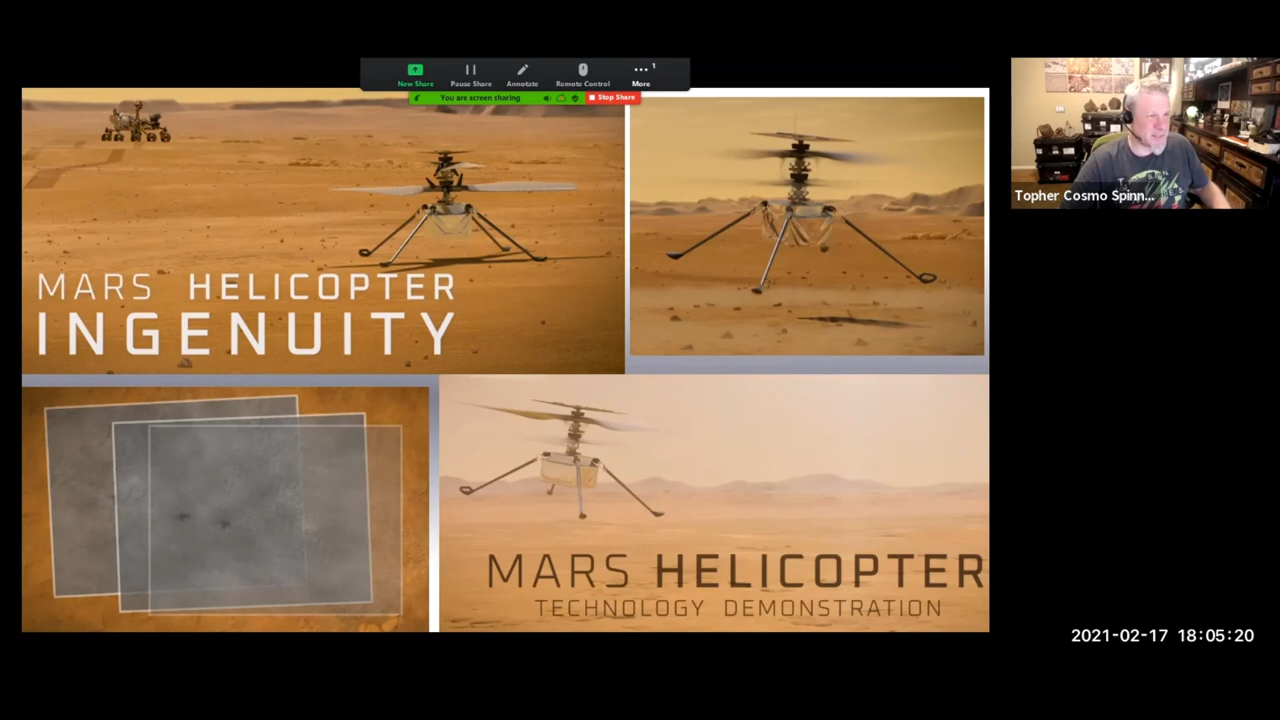 New Share
Pause Share
Annotate
Remote Control
More
1
You are screen sharing
Stop Share
Topher Cosmo Spinn...
MARS HELICOPTER
INGENUITY
MARS HELICOPTER
TECHNOLOGY DEMONSTRATION
2021-02-17 18:05:20